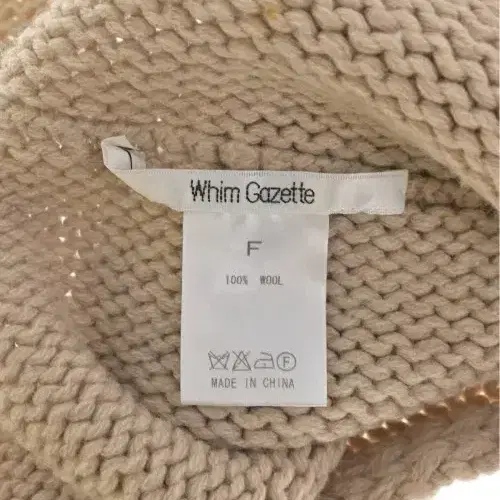 Whim Gazette
F
100% WOOL
F
MADE IN CHINA